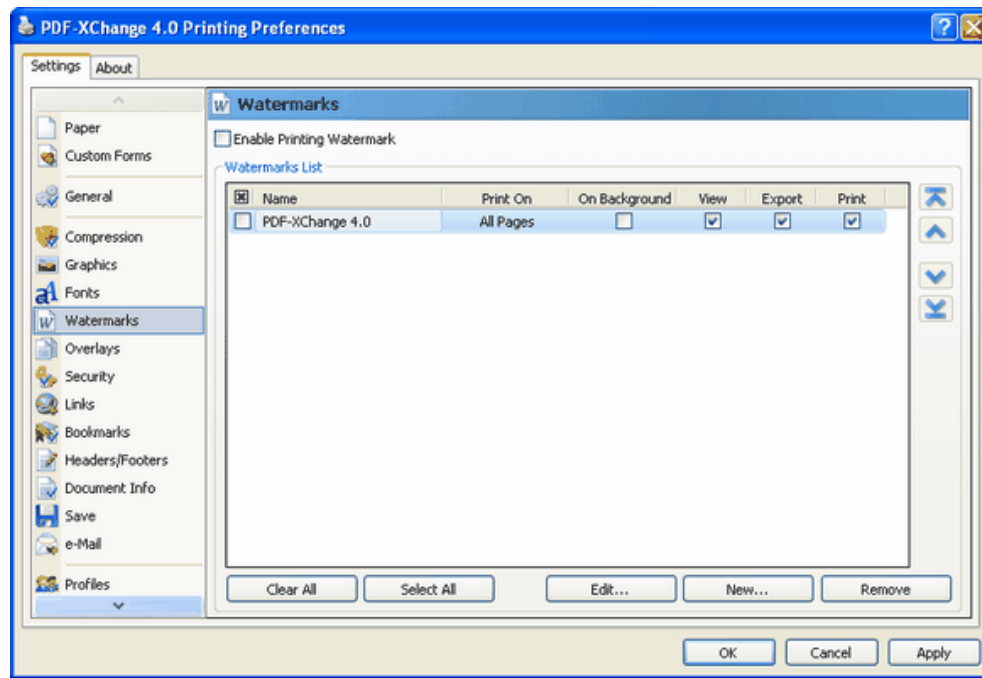 PDF-XChange 4.0 Printing Preferences
Settings About
Watermarks
Paper
Custom Forms
General
Compression
Graphics
Fonts
Watermarks
Overlays
Security
Links
Bookmarks
Headers/Footers
Document Info
Save
e-Mail
Profiles
Enable Printing Watermark
Watermarks List
Name Print On On Background View Export Print
PDF-XChange 4.0 All Pages
Clear All Select All Edit... New... Remove
OK Cancel Apply